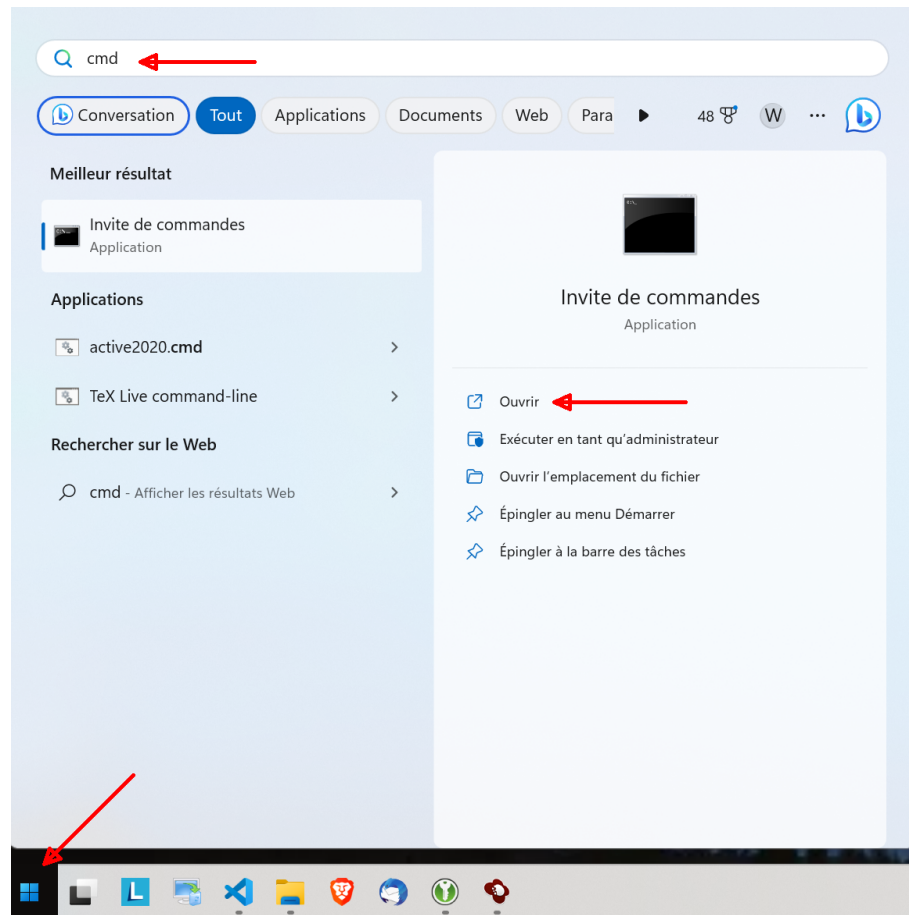 cmd
Conversation Tout Applications Documents Web Para 48 W ...
Meilleur résultat
Invite de commandes
Application
Applications
active2020.cmd
TeX Live command-line
Rechercher sur le Web
cmd - Afficher les résultats Web
Invite de commandes
Application
Ouvrir
Exécuter en tant qu'administrateur
Ouvrir l'emplacement du fichier
Épingler au menu Démarrer
Épingler à la barre des tâches
L